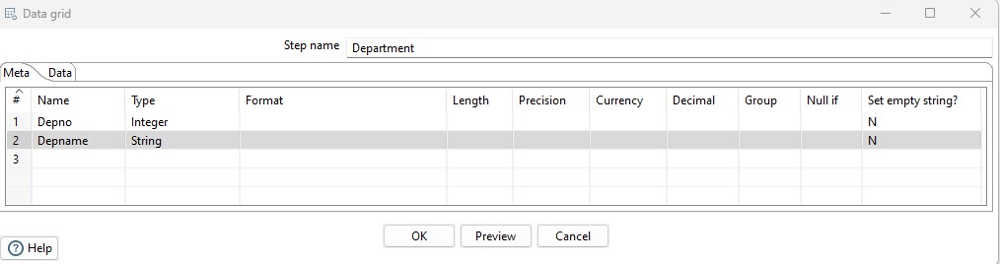 Data grid
Step name Department
Meta Data
# Name Type Format Length Precision Currency Decimal Group Null if Set empty string?
1 Depno Integer N
2 Depname String N
3
OK Preview Cancel
? Help